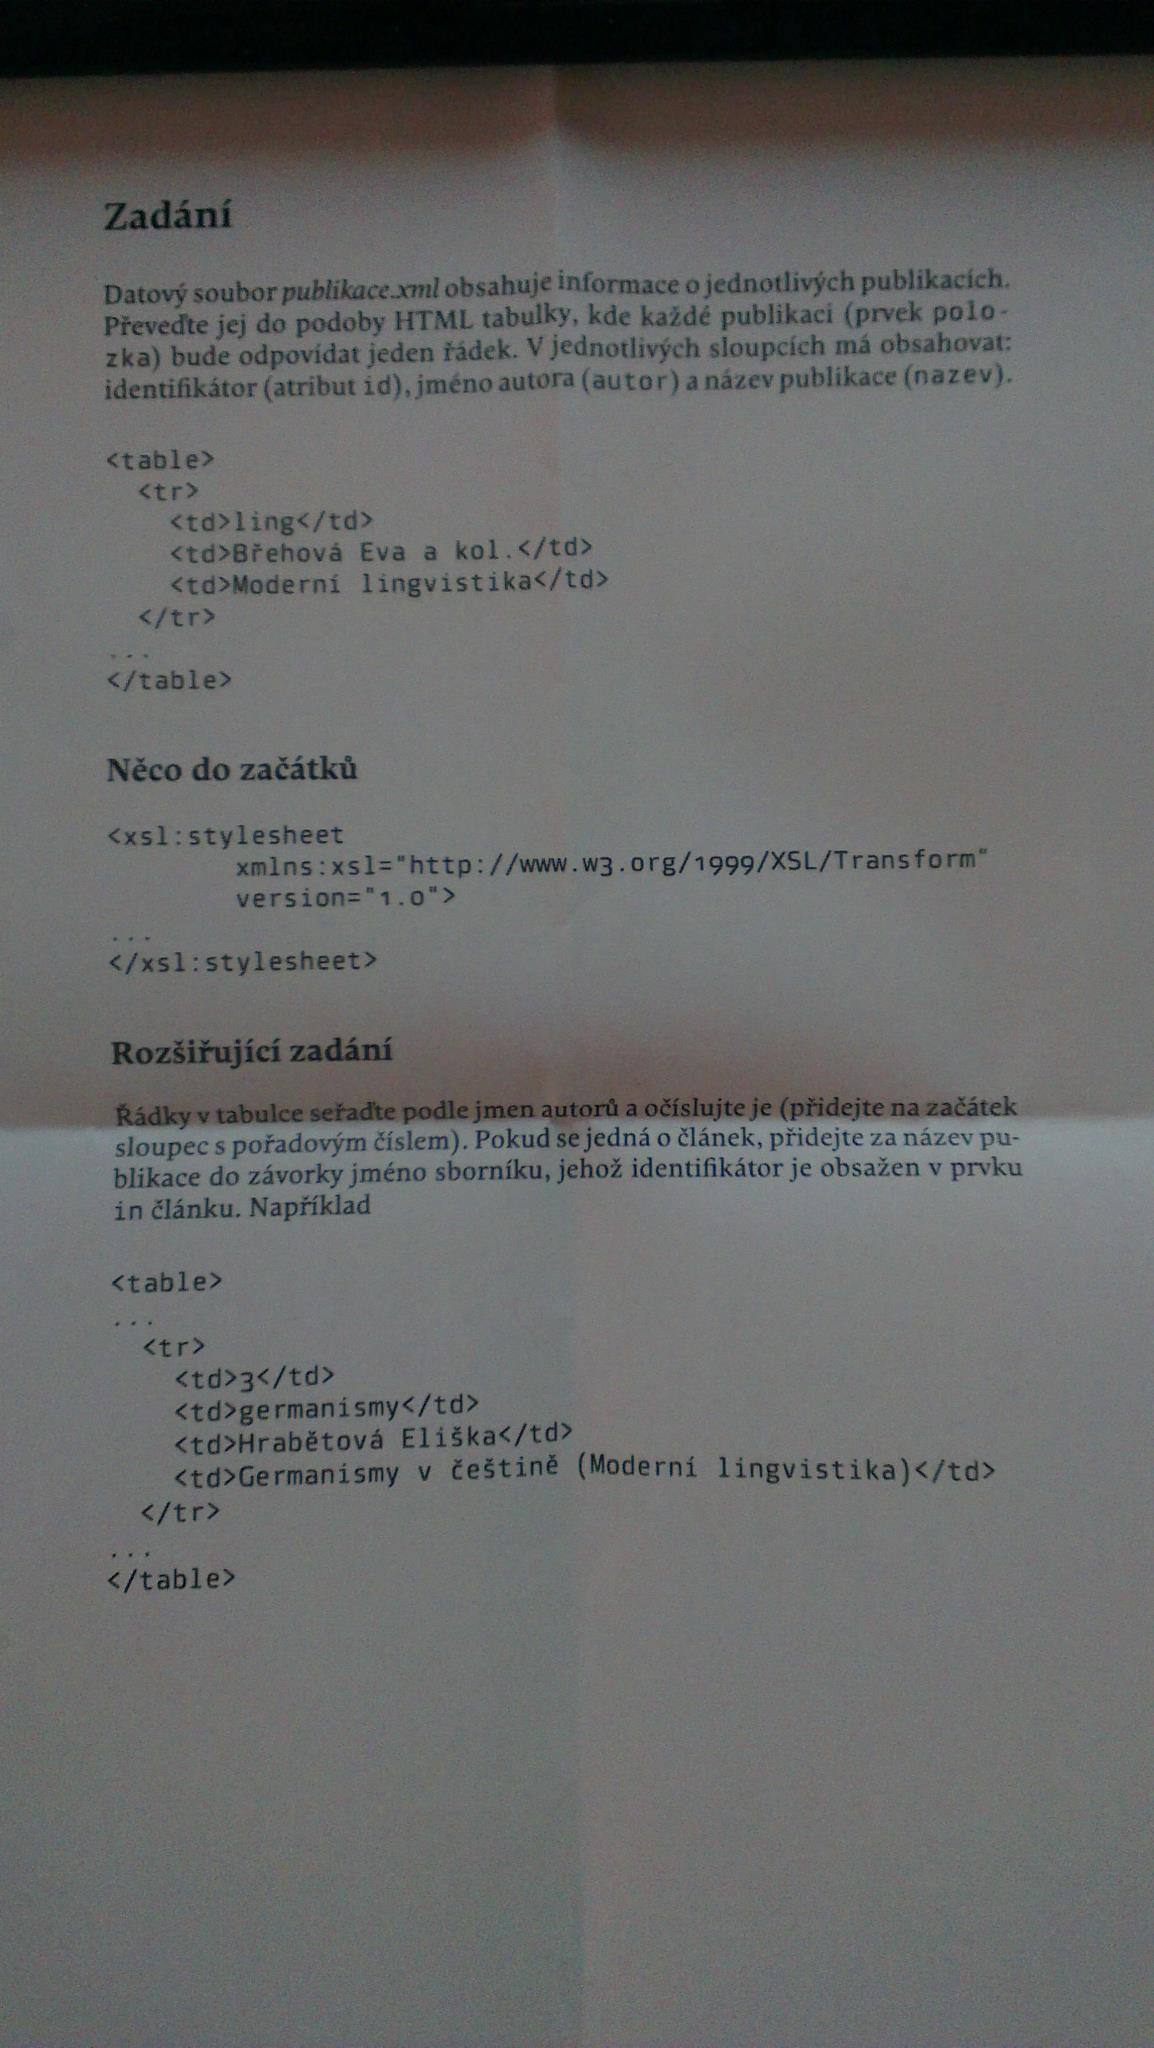 Zadání
Datový soubor publikace.xml obsahuje informace o jednotlivých publikacích.
Převeďte jej do podoby HTML tabulky, kde každé publikaci (prvek polo-
zka) bude odpovídat jeden řádek. V jednotlivých sloupcích má obsahovat:
identifikátor (atribut id), jméno autora (autor) a název publikace (nazev).
<table>
<tr>
<td>ling</td>
<td>Břehová Eva a kol.</td>
<td>Moderní lingvistika</td>
</tr>
...
</table>
Něco do začátků
<xsl:stylesheet
xmlns:xsl="http://www.w3.org/1999/XSL/Transform"
version="1.0">
...
</xsl:stylesheet>
Rozšiřující zadání
Řádky v tabulce seřaďte podle jmen autorů a očíslujte je (přidejte na začátek
sloupec s pořadovým číslem). Pokud se jedná o článek, přidejte za název pu-
blikace do závorky jméno sborníku, jehož identifikátor je obsažen v prvku
in článku. Například
<table>
...
<tr>
<td>3</td>
<td>germanismy</td>
<td>Hrabětová Eliška</td>
<td>Germanismy v češtině (Moderní lingvistika)</td>
</tr>
...
</table>